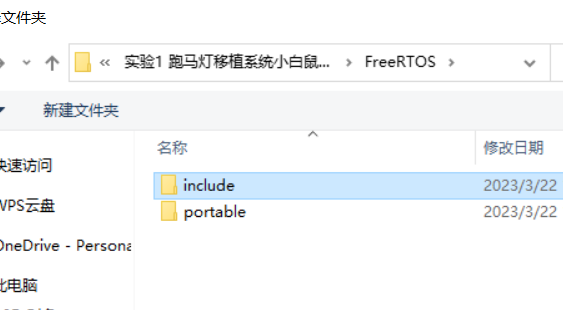 文件夹
« 实验1 跑马灯移植系统小白鼠... › FreeRTOS ›
新建文件夹
名称 修改日期
快速访问
include 2023/3/22
WPS云盘
portable 2023/3/22
OneDrive - Persona
此电脑